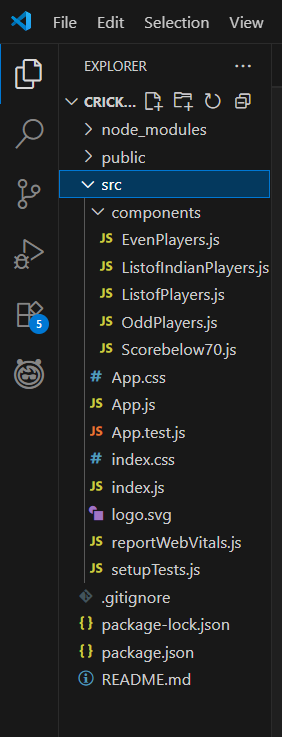 File Edit Selection View
EXPLORER
CRICK...
node_modules
public
src
components
JS EvenPlayers.js
JS ListofIndianPlayers.js
JS ListofPlayers.js
JS OddPlayers.js
JS Scorebelow70.js
# App.css
JS App.js
JS App.test.js
# index.css
JS index.js
logo.svg
JS reportWebVitals.js
JS setupTests.js
.gitignore
{} package-lock.json
{} package.json
README.md
5